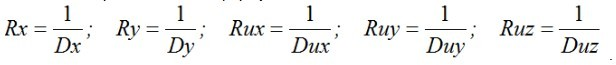 Rx = 1/Dx; Ry = 1/Dy; Rux = 1/Dux; Ruy = 1/Duy; Ruz = 1/Duz